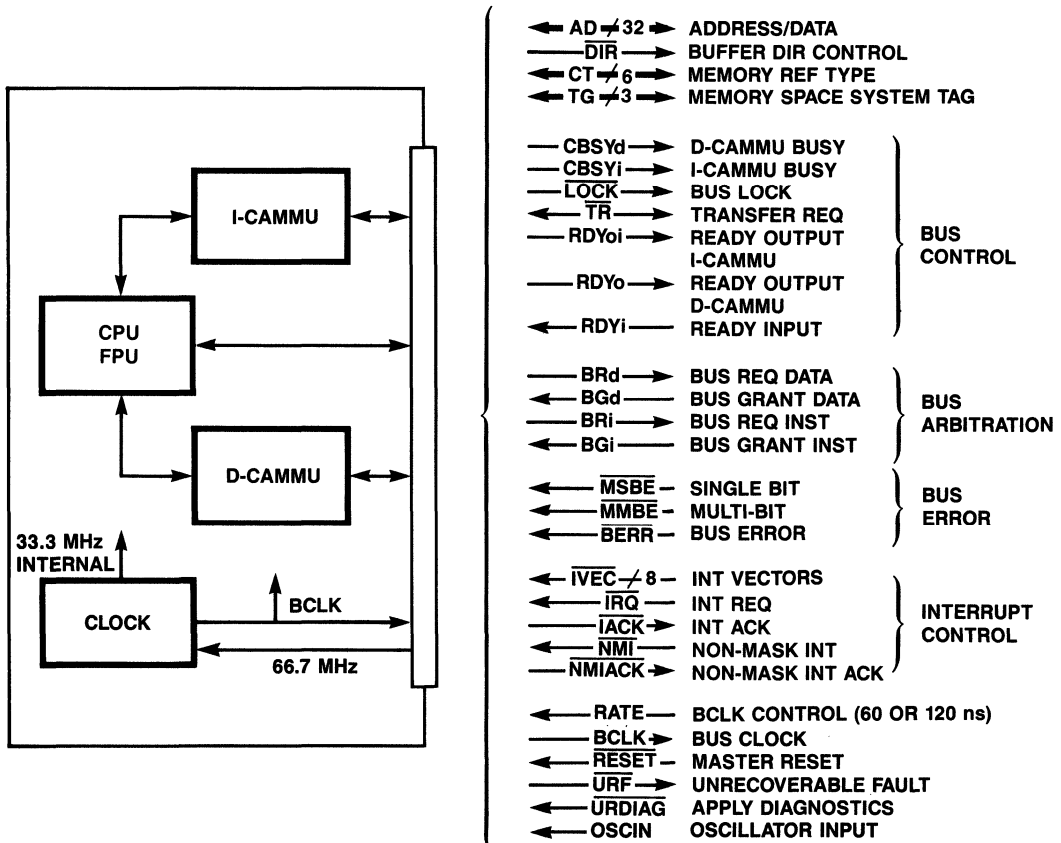 I-CAMMU
CPU
FPU
D-CAMMU
33.3 MHz
INTERNAL
CLOCK
BCLK
66.7 MHz
AD 32 ADDRESS/DATA
DIR BUFFER DIR CONTROL
CT 6 MEMORY REF TYPE
TG 3 MEMORY SPACE SYSTEM TAG
CBSYd D-CAMMU BUSY
CBSYi I-CAMMU BUSY
LOCK BUS LOCK
TR TRANSFER REQ
RDYoi READY OUTPUT
I-CAMMU
RDYo READY OUTPUT
D-CAMMU
RDYi READY INPUT
BUS
CONTROL
BRd BUS REQ DATA
BGd BUS GRANT DATA
BRi BUS REQ INST
BGi BUS GRANT INST
BUS
ARBITRATION
MSBE SINGLE BIT
MMBE MULTI-BIT
BERR BUS ERROR
BUS
ERROR
IVEC 8 INT VECTORS
IRQ INT REQ
IACK INT ACK
NMI NON-MASK INT
NMIACK NON-MASK INT ACK
INTERRUPT
CONTROL
RATE BCLK CONTROL (60 OR 120 ns)
BCLK BUS CLOCK
RESET MASTER RESET
URF UNRECOVERABLE FAULT
URDIAG APPLY DIAGNOSTICS
OSCIN OSCILLATOR INPUT